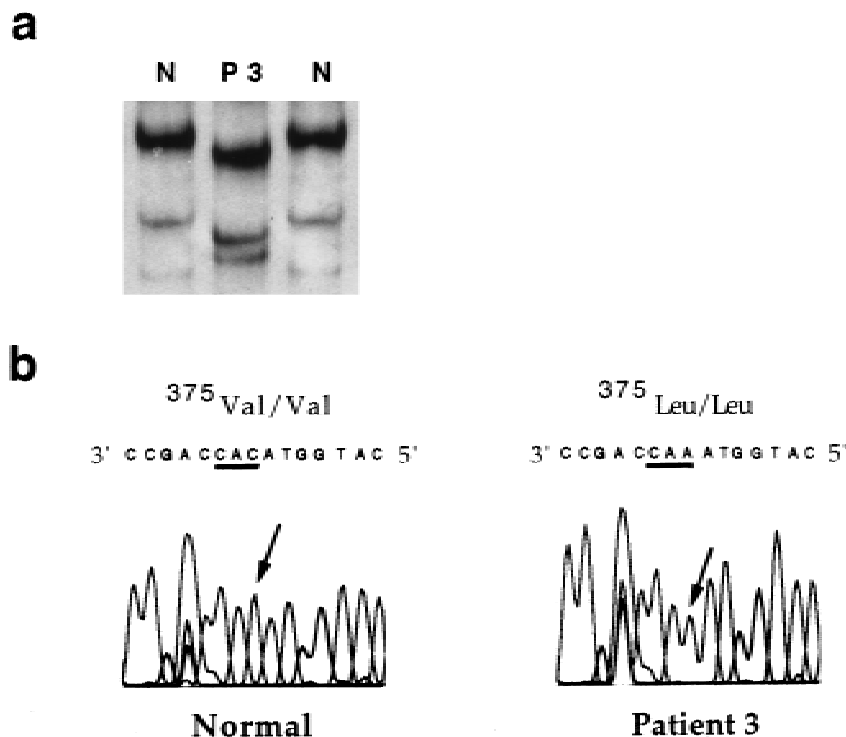 a
N P 3 N
b
375 Val/Val
375 Leu/Leu
3' C C G A C C A C A T G G T A C 5'
3' C C G A C C A A A T G G T A C 5'
Normal
Patient 3